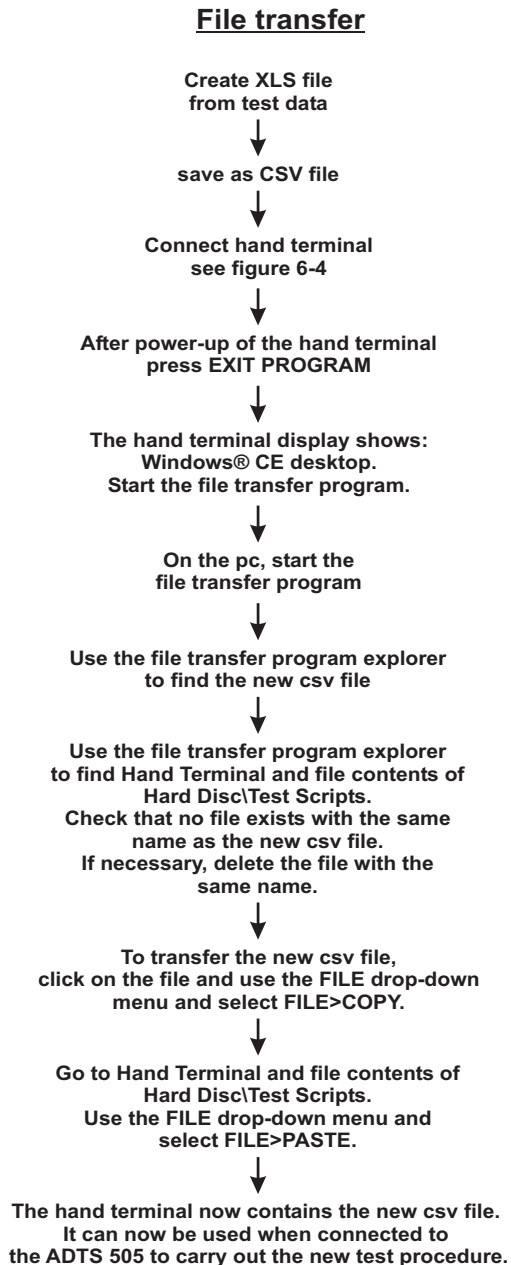 File transfer
Create XLS file
from test data
save as CSV file
Connect hand terminal
see figure 6-4
After power-up of the hand terminal
press EXIT PROGRAM
The hand terminal display shows:
Windows® CE desktop.
Start the file transfer program.
On the pc, start the
file transfer program
Use the file transfer program explorer
to find the new csv file
Use the file transfer program explorer
to find Hand Terminal and file contents of
Hard Disc\Test Scripts.
Check that no file exists with the same
name as the new csv file.
If necessary, delete the file with the
same name.
To transfer the new csv file,
click on the file and use the FILE drop-down
menu and select FILE>COPY.
Go to Hand Terminal and file contents of
Hard Disc\Test Scripts.
Use the FILE drop-down menu and
select FILE>PASTE.
The hand terminal now contains the new csv file.
It can now be used when connected to
the ADTS 505 to carry out the new test procedure.